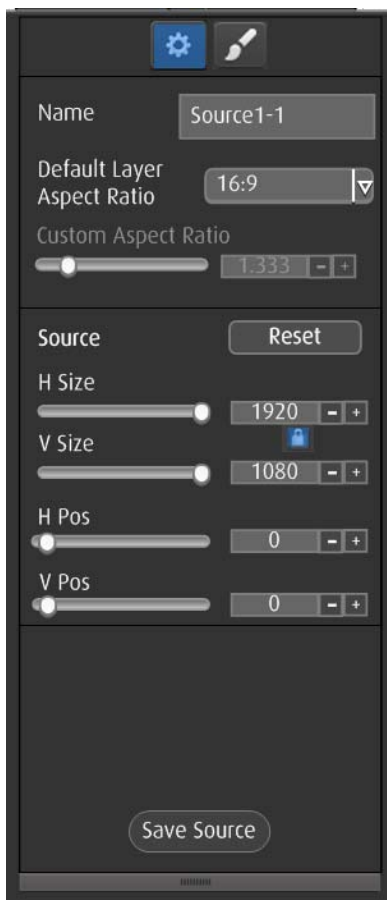 Name
Source1-1
Default Layer
Aspect Ratio
16:9
Custom Aspect Ratio
1.333 - +
Source
Reset
H Size
1920 - +
V Size
1080 - +
H Pos
0 - +
V Pos
0 - +
Save Source